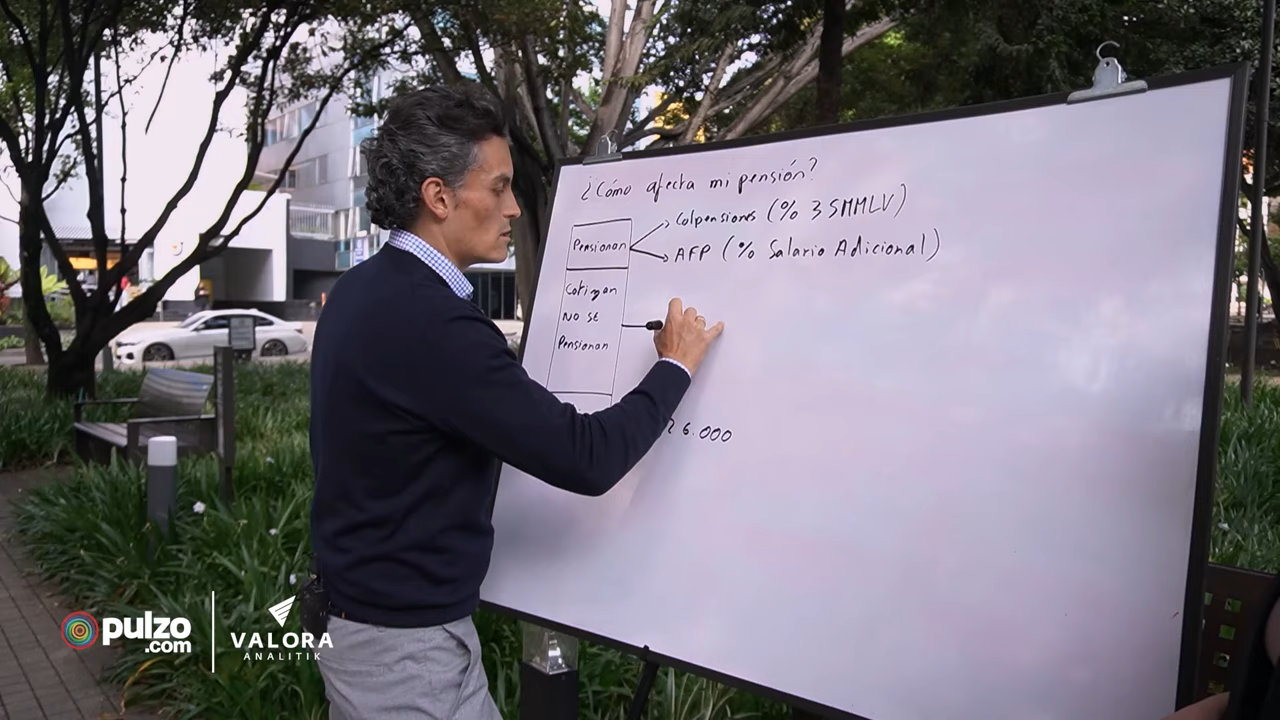 ¿Cómo afecta mi pensión?
Colpensiones (% 3 SMMLV)
Pensionan
AFP (% Salario Adicional)
Cotizan
No se
Pensionan
26.000
pulzo
.com
VALORA
ANALITIK